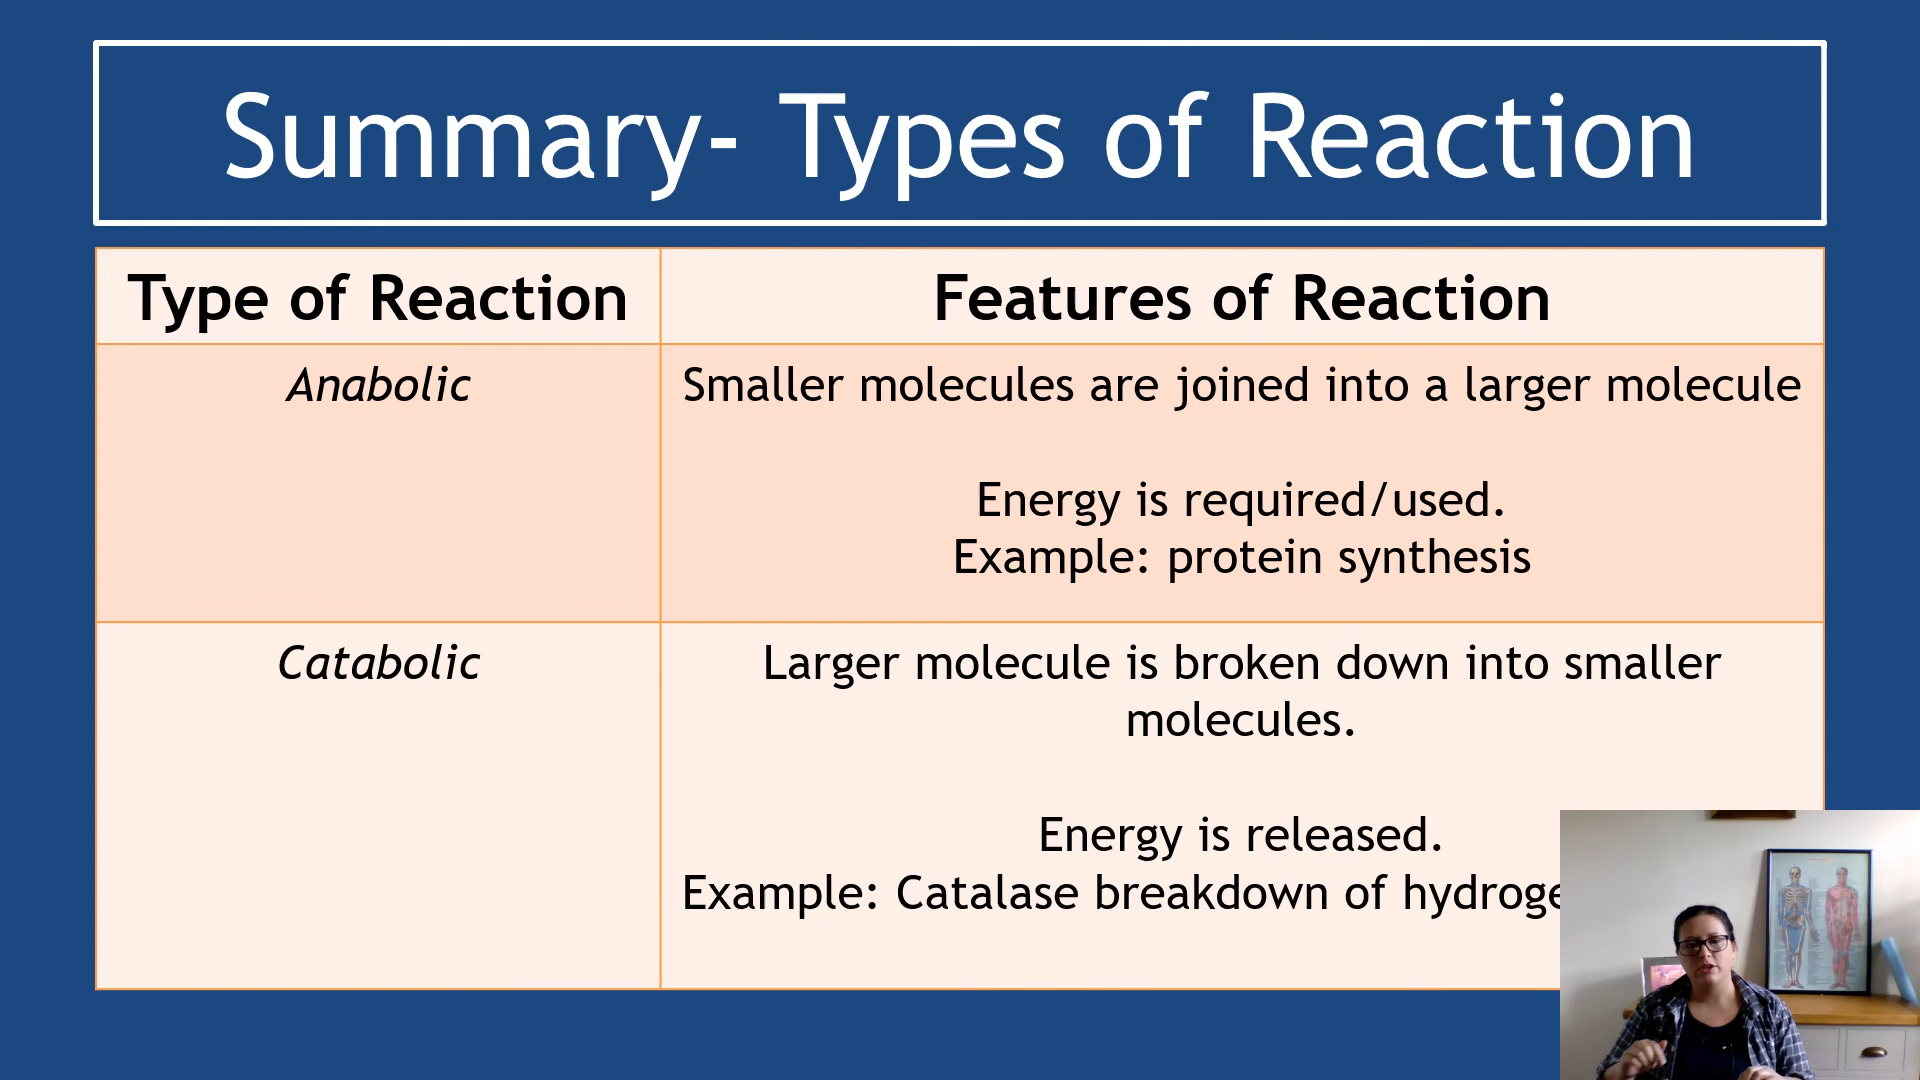 Summary- Types of Reaction
Type of Reaction
Features of Reaction
Anabolic
Smaller molecules are joined into a larger molecule
Energy is required/used.
Example: protein synthesis
Catabolic
Larger molecule is broken down into smaller
molecules.
Energy is released.
Example: Catalase breakdown of